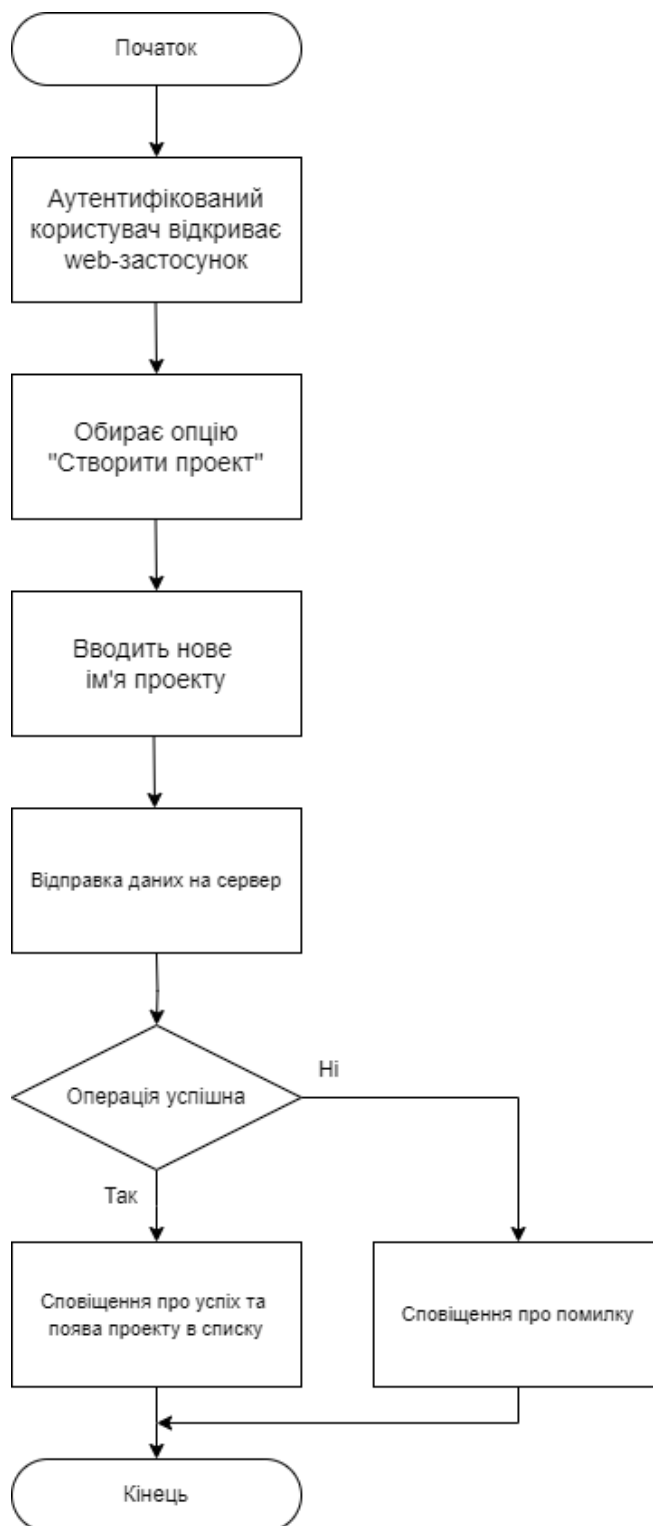 Початок
Аутентифікований
користувач відкриває
web-застосунок
Обирає опцію
"Створити проект"
Вводить нове
ім'я проекту
Відправка даних на сервер
Операція успішна
Ні
Так
Сповіщення про успіх та
поява проекту в списку
Сповіщення про помилку
Кінець